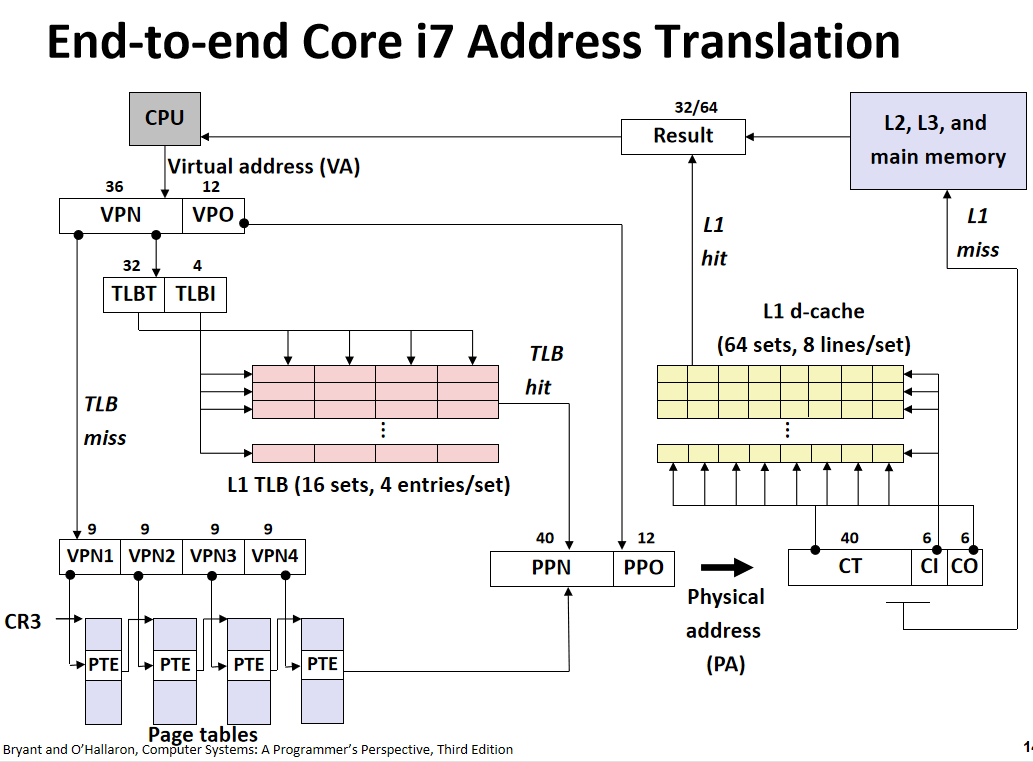 End-to-end Core i7 Address Translation
CPU
32/64
Result
L2, L3, and
main memory
Virtual address (VA)
36
12
VPN
VPO
L1
hit
L1
miss
32
4
TLBT
TLBI
L1 d-cache
(64 sets, 8 lines/set)
TLB
hit
TLB
miss
...
...
L1 TLB (16 sets, 4 entries/set)
9
9
9
9
VPN1
VPN2
VPN3
VPN4
40
12
PPN
PPO
40
6
6
CT
CI
CO
Physical
address
(PA)
CR3
PTE
PTE
PTE
PTE
Page tables
Bryant and O'Hallaron, Computer Systems: A Programmer's Perspective, Third Edition